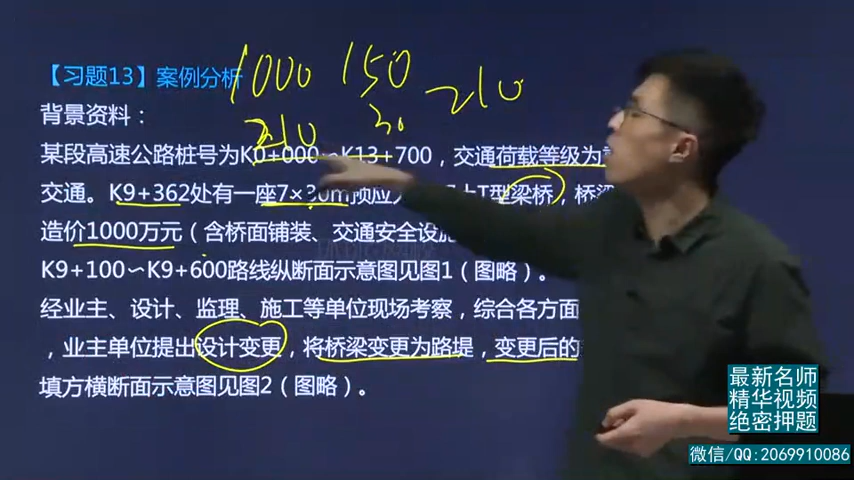 【习题13】案例分析
1000 150 210
210 30
背景资料：
某段高速公路桩号为K0+000～K13+700，交通荷载等级为
交通。K9+362处有一座7×30m预应 T型梁桥，桥
造价1000万元（含桥面铺装、交通安全设
K9+100～K9+600路线纵断面示意图见图1（图略）。
经业主、设计、监理、施工等单位现场考察，综合各方面
，业主单位提出设计变更，将桥梁变更为路堤，变更后的
填方横断面示意图见图2（图略）。
最新名师
精华视频
绝密押题
微信/QQ:2069910086